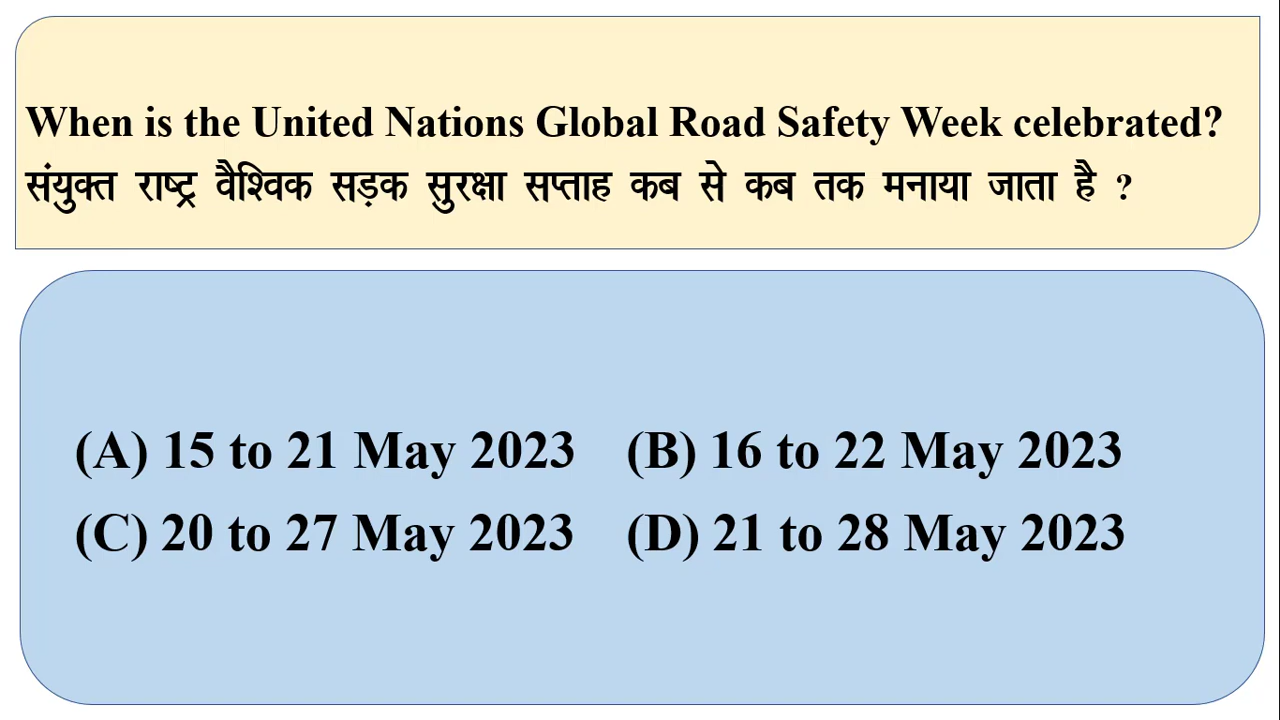 When is the United Nations Global Road Safety Week celebrated?
संयुक्त राष्ट्र वैश्विक सड़क सुरक्षा सप्ताह कब से कब तक मनाया जाता है ?
(A) 15 to 21 May 2023 (B) 16 to 22 May 2023
(C) 20 to 27 May 2023 (D) 21 to 28 May 2023